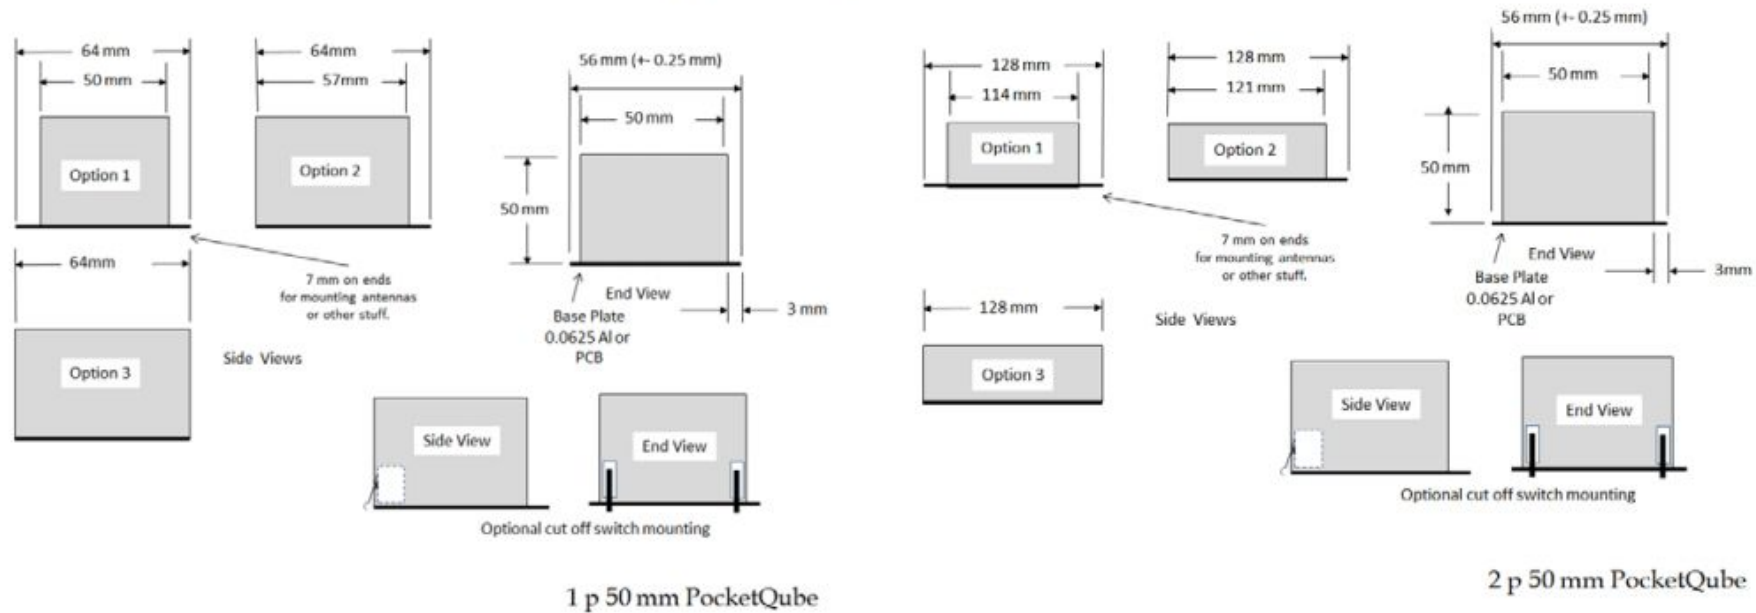 64 mm
50 mm
Option 1
64mm
57mm
Option 2
56 mm (+- 0.25 mm)
50 mm
50 mm
End View
Base Plate
0.0625 Al or
PCB
3 mm
7 mm on ends
for mounting antennas
or other stuff.
64mm
Option 3
Side Views
Side View
End View
Optional cut off switch mounting
1 p 50 mm PocketQube
128 mm
114 mm
Option 1
128 mm
121 mm
Option 2
56 mm (+- 0.25 mm)
50 mm
50 mm
End View
Base Plate
0.0625 Al or
PCB
3mm
7 mm on ends
for mounting antennas
or other stuff.
128 mm
Option 3
Side Views
Side View
End View
Optional cut off switch mounting
2 p 50 mm PocketQube